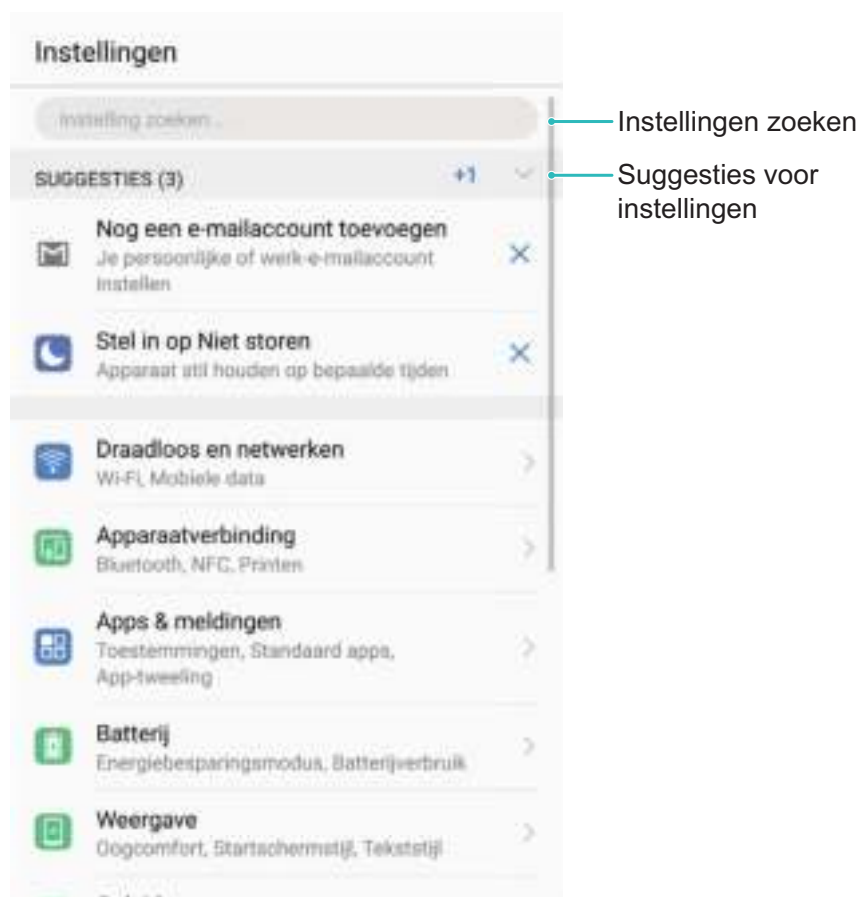 Instellingen
Instelling zoeken...
Instellingen zoeken
SUGGESTIES (3) +1
Suggesties voor
instellingen
Nog een e-mailaccount toevoegen
Je persoonlijke of werk-e-mailaccount
instellen
Stel in op Niet storen
Apparaat stil houden op bepaalde tijden
Draadloos en netwerken
Wi-Fi, Mobiele data
Apparaatverbinding
Bluetooth, NFC, Printen
Apps & meldingen
Toestemmingen, Standaard apps,
App-tweeling
Batterij
Energiebesparingsmodus, Batterijverbruik
Weergave
Oogcomfort, Startschermstijl, Tekststijl